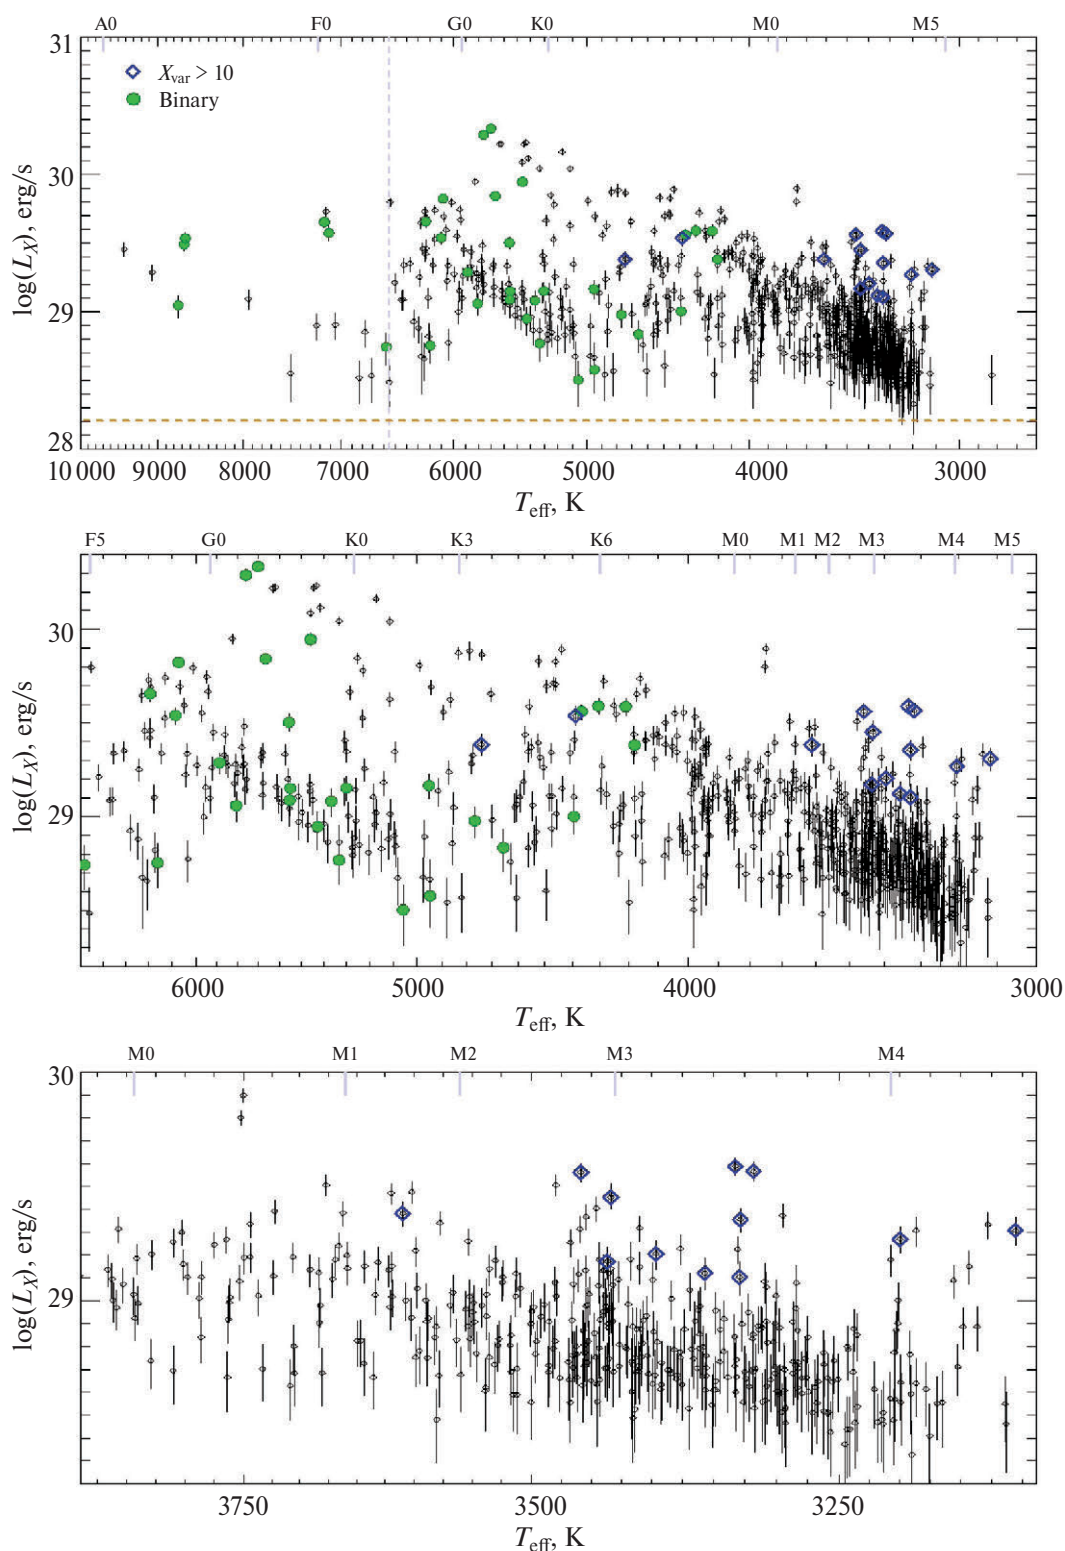 A0 F0 G0 K0 M0 M5
31
X_var > 10
Binary
30
29
28
log(L_X), erg/s
10 000 9000 8000 7000 6000 5000 4000 3000
T_eff, K
F5 G0 K0 K3 K6 M0 M1 M2 M3 M4 M5
30
29
log(L_X), erg/s
6000 5000 4000 3000
T_eff, K
M0 M1 M2 M3 M4
30
29
log(L_X), erg/s
3750 3500 3250
T_eff, K